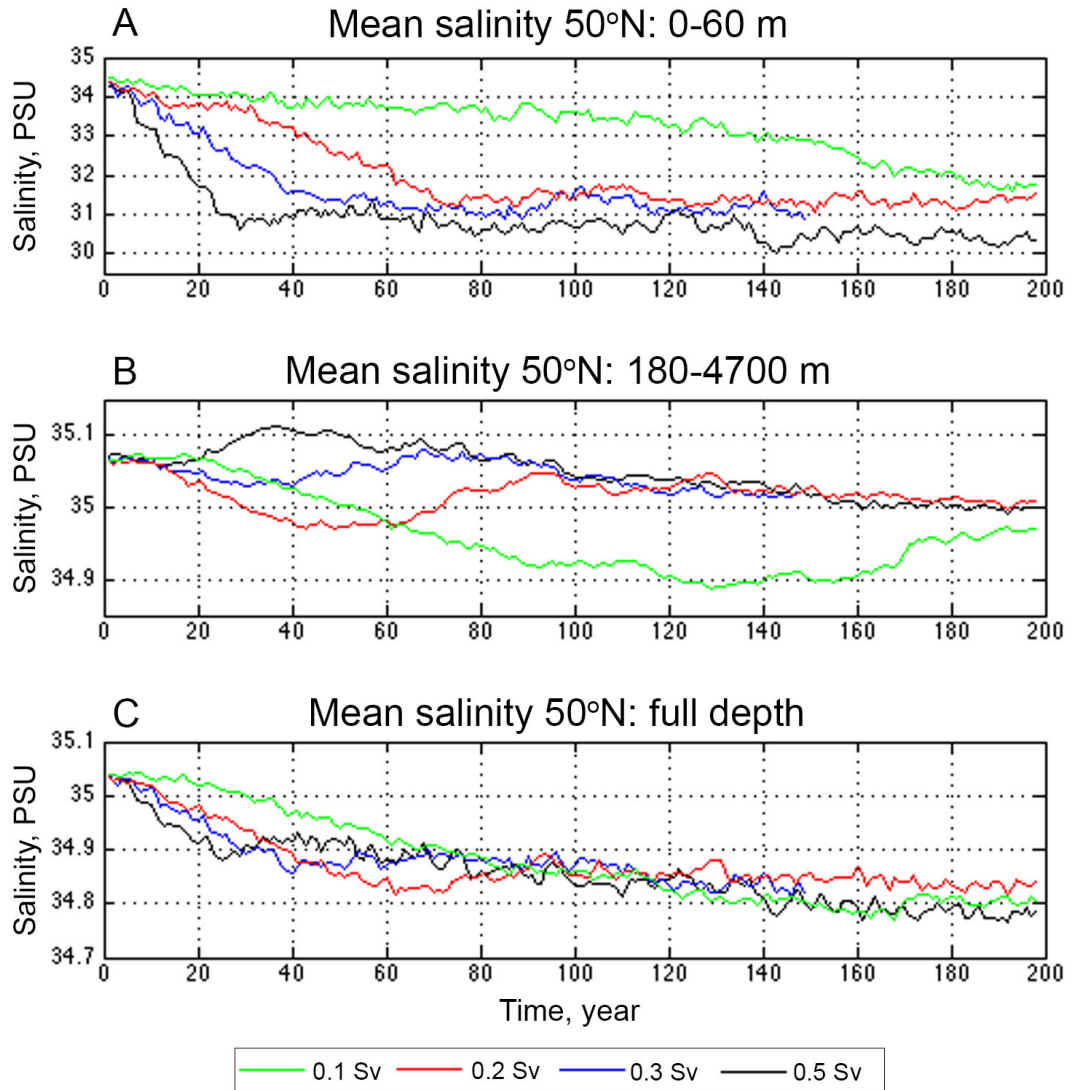 A Mean salinity 50°N: 0-60 m
Salinity, PSU
35
34
33
32
31
30
0 20 40 60 80 100 120 140 160 180 200
B Mean salinity 50°N: 180-4700 m
Salinity, PSU
35.1
35
34.9
0 20 40 60 80 100 120 140 160 180 200
C Mean salinity 50°N: full depth
Salinity, PSU
35.1
35
34.9
34.8
34.7
0 20 40 60 80 100 120 140 160 180 200
Time, year
0.1 Sv 0.2 Sv 0.3 Sv 0.5 Sv